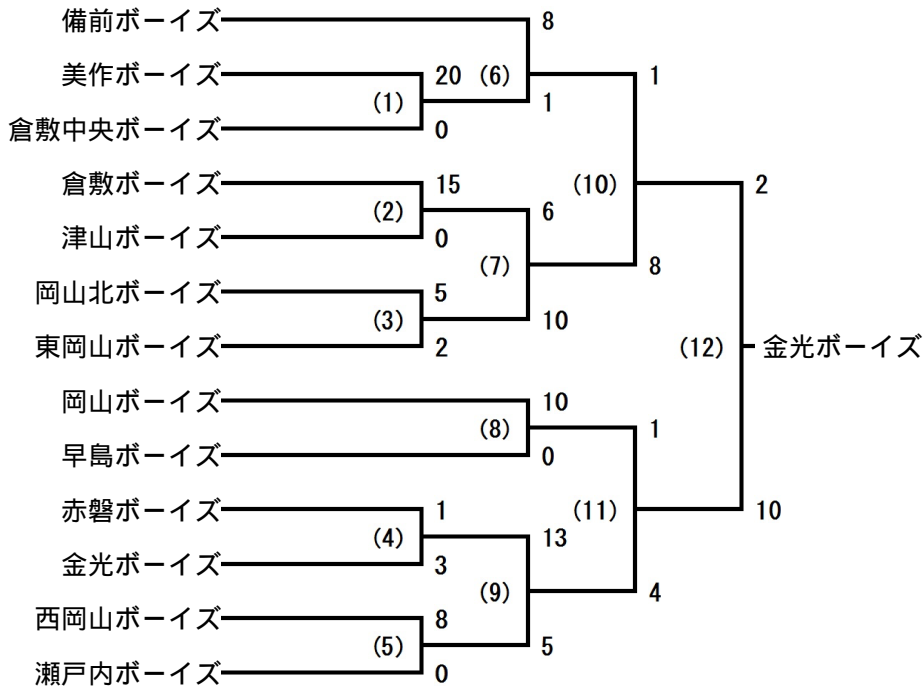 備前ボーイズ 8
美作ボーイズ 20 (6) 1
(1) 1
倉敷中央ボーイズ 0
倉敷ボーイズ 15 (10) 2
(2) 6
津山ボーイズ 0
(7) 8
岡山北ボーイズ 5
(3) 10
東岡山ボーイズ 2 (12) 金光ボーイズ
岡山ボーイズ 10
(8) 1
早島ボーイズ 0
赤磐ボーイズ 1 (11) 10
(4) 13
金光ボーイズ 3
(9) 4
西岡山ボーイズ 8
(5) 5
瀬戸内ボーイズ 0